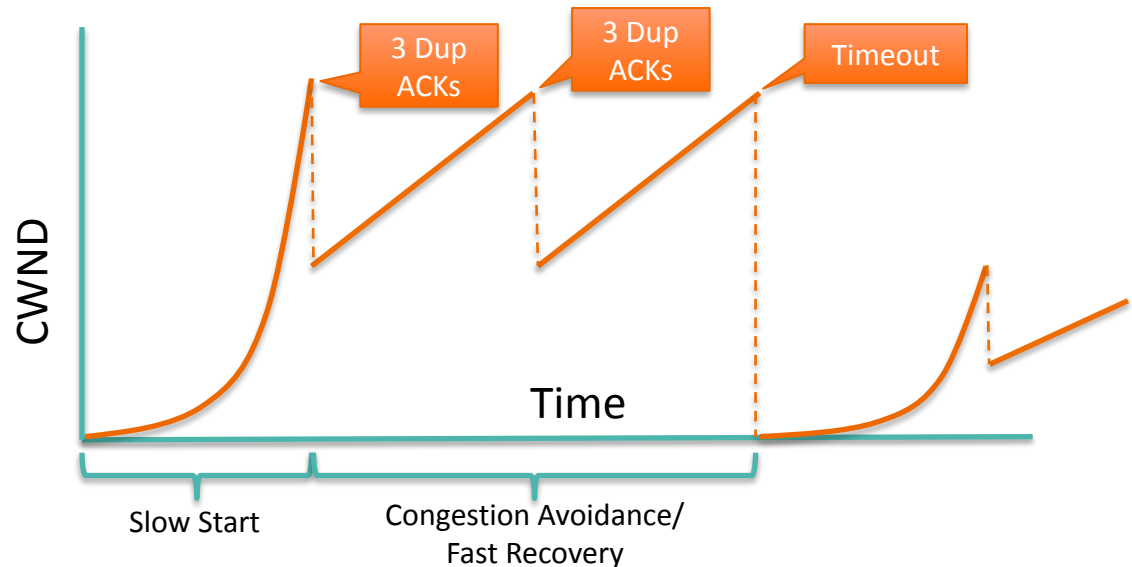 3 Dup
ACKs
3 Dup
ACKs
Timeout
CWND
Time
Slow Start
Congestion Avoidance/
Fast Recovery